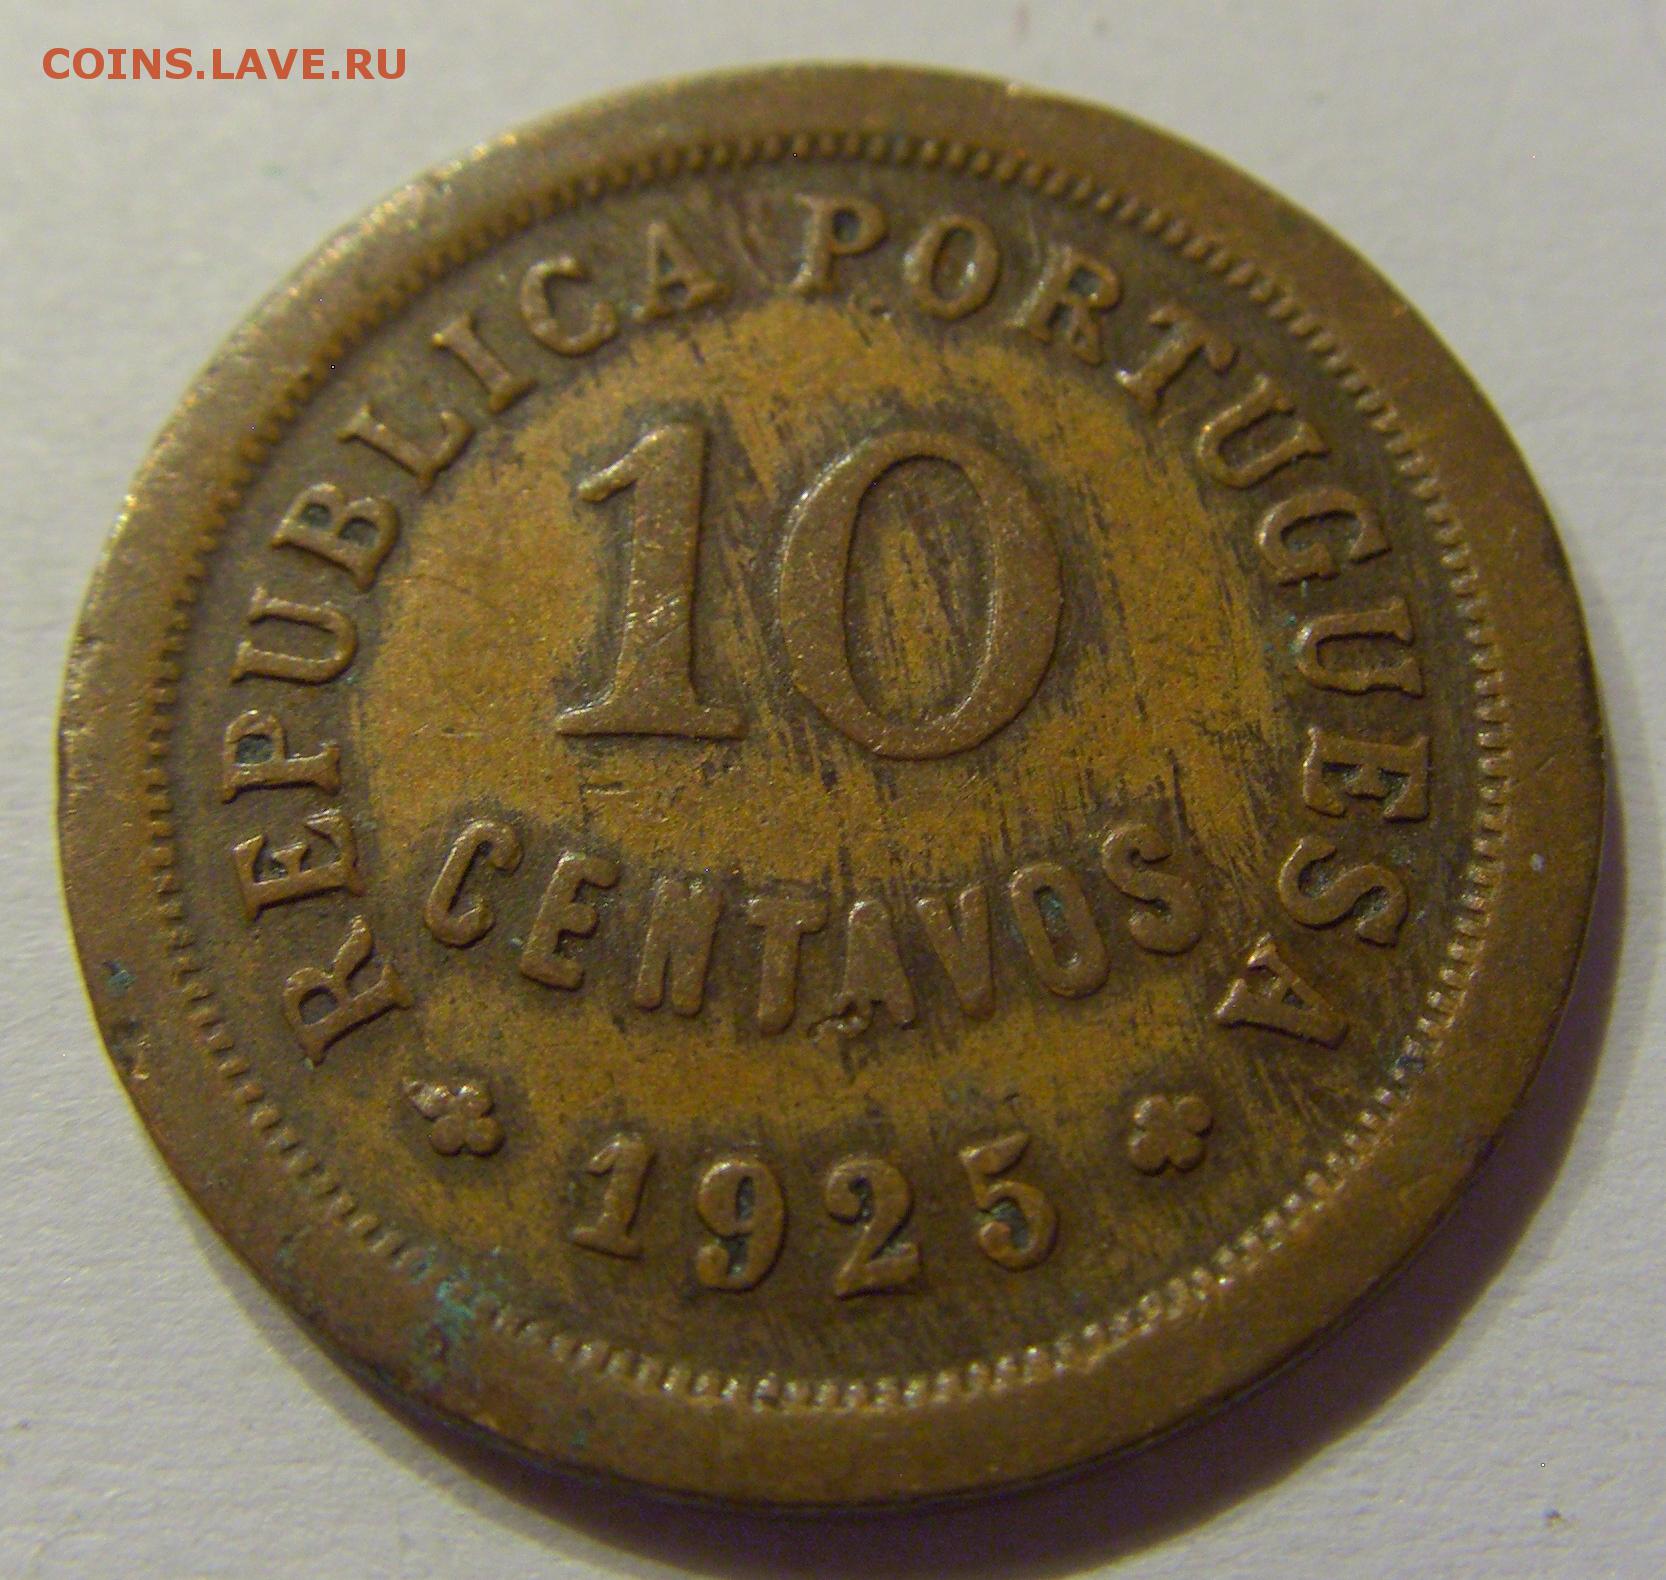 COINS.LAVE.RU
REPUBLICA PORTUGUESA
10
CENTAVOS
1925